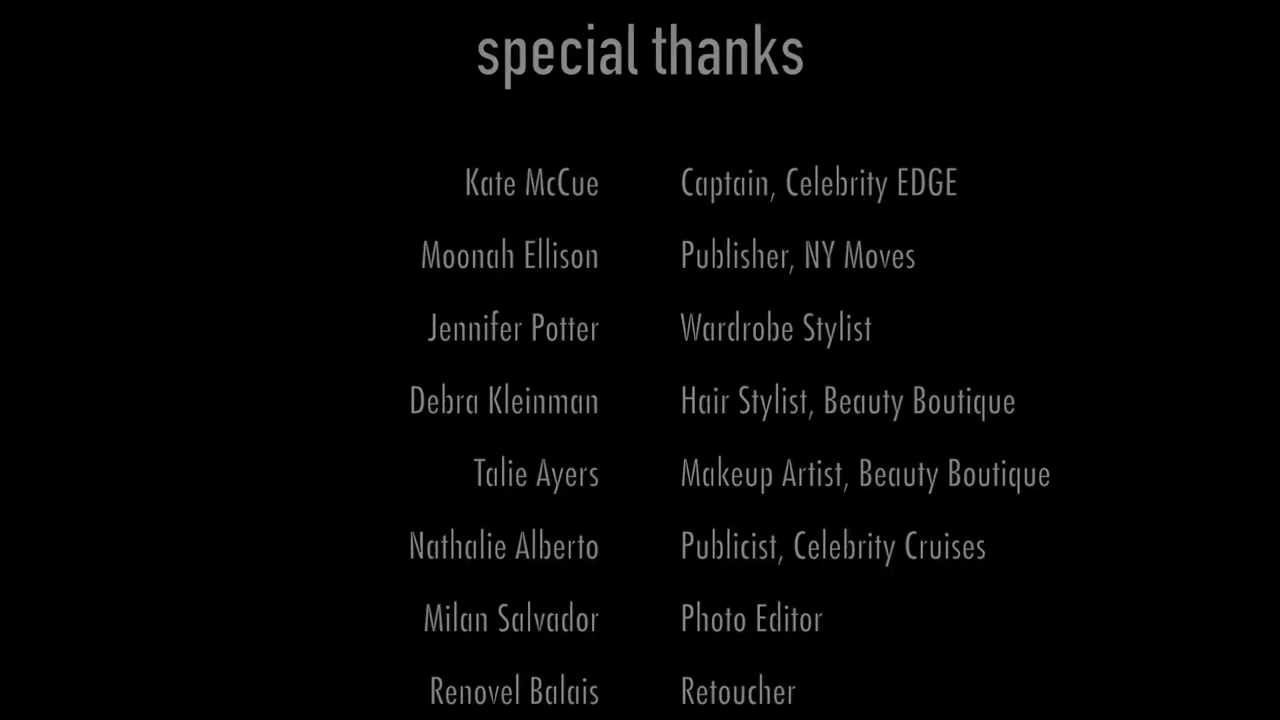 special thanks
Kate McCue Captain, Celebrity EDGE
Moonah Ellison Publisher, NY Moves
Jennifer Potter Wardrobe Stylist
Debra Kleinman Hair Stylist, Beauty Boutique
Talie Ayers Makeup Artist, Beauty Boutique
Nathalie Alberto Publicist, Celebrity Cruises
Milan Salvador Photo Editor
Renovel Balais Retoucher